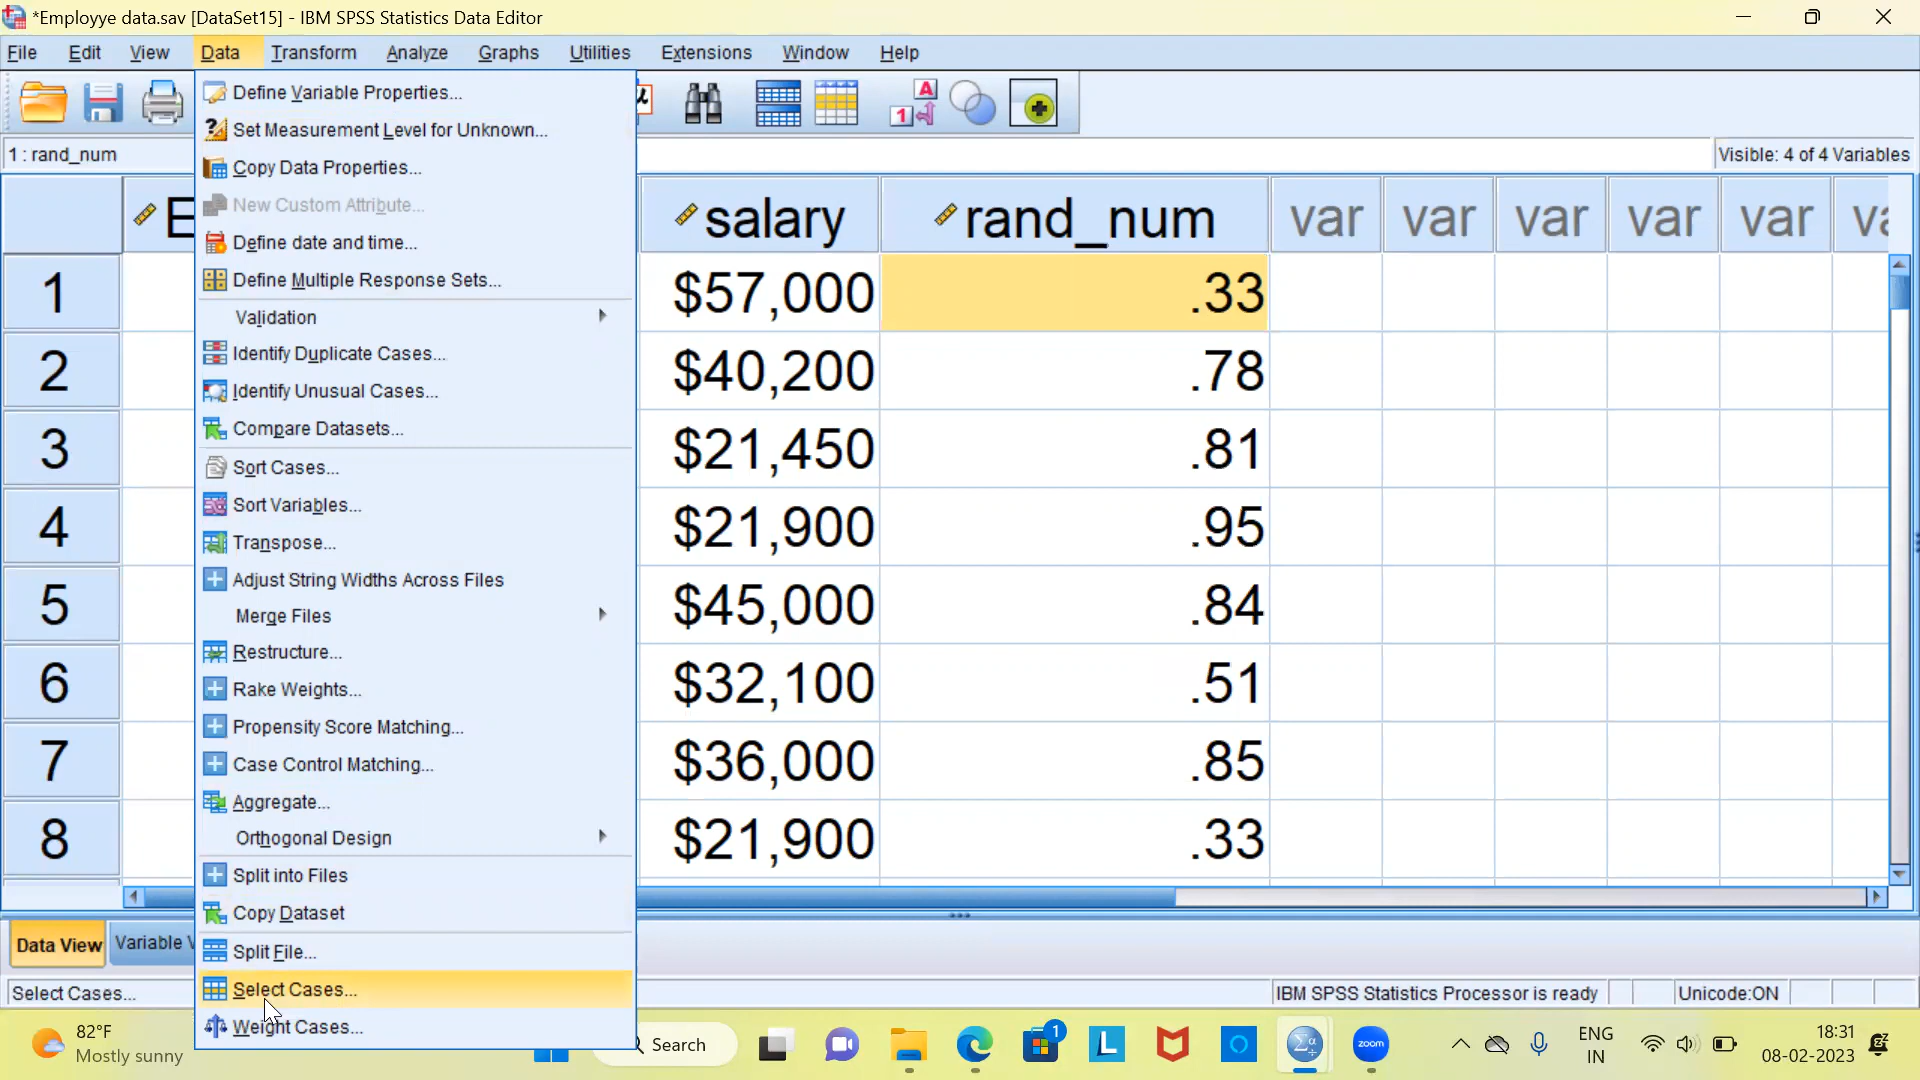 *Employye data.sav [DataSet15] - IBM SPSS Statistics Data Editor
File Edit View Data Transform Analyze Graphs Utilities Extensions Window Help
1 : rand_num
Visible: 4 of 4 Variables
Define Variable Properties...
Set Measurement Level for Unknown...
Copy Data Properties...
New Custom Attribute...
Define date and time...
Define Multiple Response Sets...
Validation
Identify Duplicate Cases...
Identify Unusual Cases...
Compare Datasets...
Sort Cases...
Sort Variables...
Transpose...
Adjust String Widths Across Files
Merge Files
Restructure...
Rake Weights...
Propensity Score Matching...
Case Control Matching...
Aggregate...
Orthogonal Design
Split into Files
Copy Dataset
Split File...
Select Cases...
Weight Cases...
E salary rand_num var var var var var
1 $57,000 .33
2 $40,200 .78
3 $21,450 .81
4 $21,900 .95
5 $45,000 .84
6 $32,100 .51
7 $36,000 .85
8 $21,900 .33
Data View Variable V
Select Cases...
IBM SPSS Statistics Processor is ready
Unicode:ON
82°F
Mostly sunny
Search
1
L
zoom
ENG
IN
18:31
08-02-2023